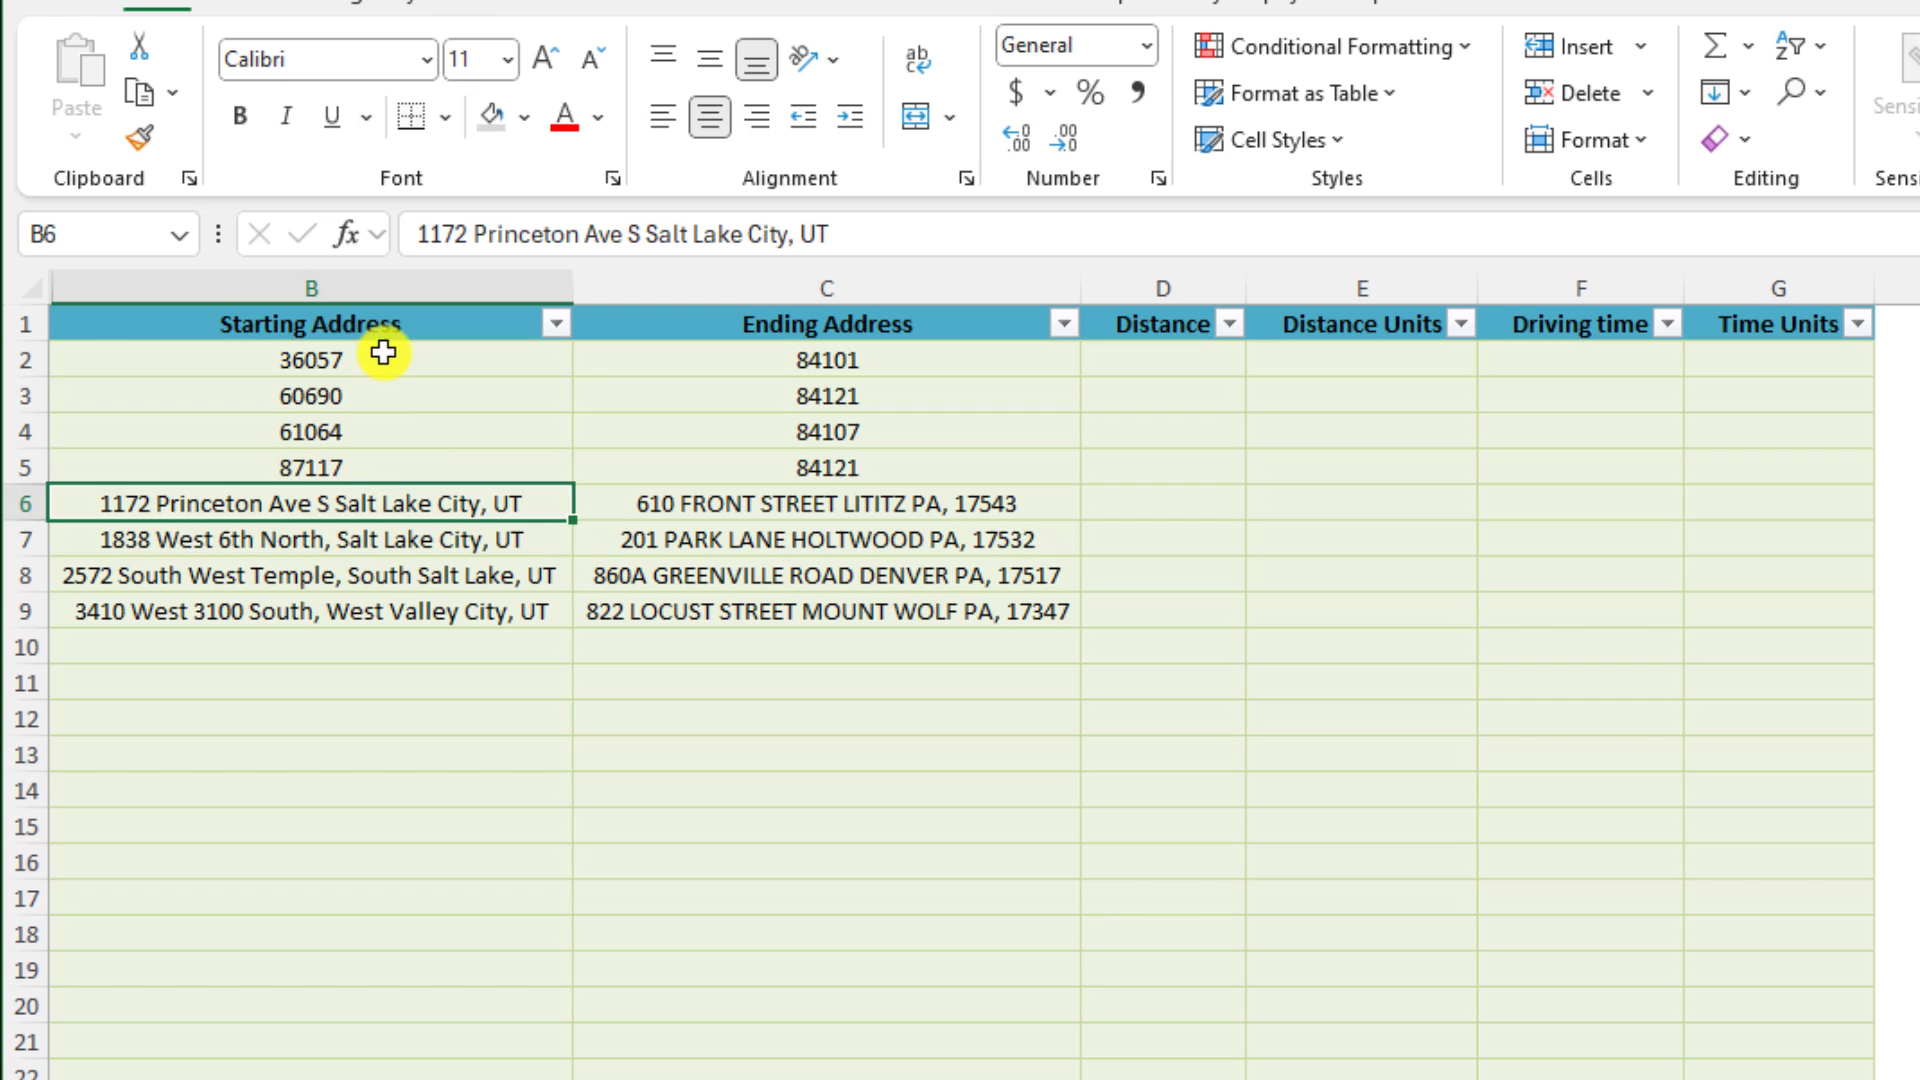 Paste
Clipboard
Calibri
11
B I U
A
Font
ab
Alignment
General
$ % 9
Number
Conditional Formatting
Format as Table
Cell Styles
Styles
Insert
Delete
Format
Cells
Editing
Sensi
Sensi
B6
fx
1172 Princeton Ave S Salt Lake City, UT
B C D E F G
1 Starting Address Ending Address Distance Distance Units Driving time Time Units
2 36057 84101
3 60690 84121
4 61064 84107
5 87117 84121
6 1172 Princeton Ave S Salt Lake City, UT 610 FRONT STREET LITITZ PA, 17543
7 1838 West 6th North, Salt Lake City, UT 201 PARK LANE HOLTWOOD PA, 17532
8 2572 South West Temple, South Salt Lake, UT 860A GREENVILLE ROAD DENVER PA, 17517
9 3410 West 3100 South, West Valley City, UT 822 LOCUST STREET MOUNT WOLF PA, 17347
10
11
12
13
14
15
16
17
18
19
20
21
22